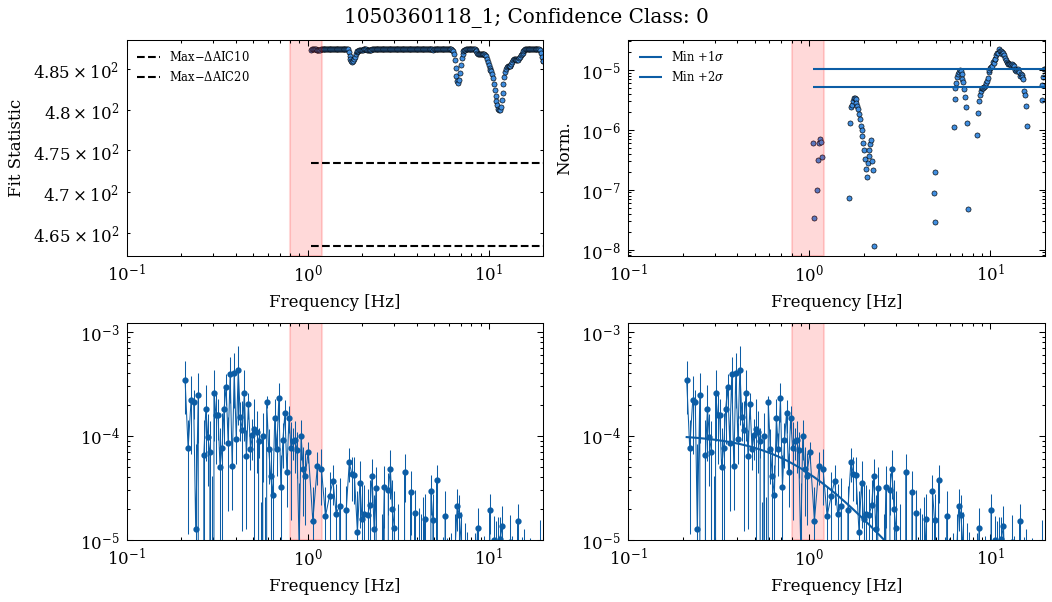 1050360118_1; Confidence Class: 0
Fit Statistic
Max−ΔAIC10
Max−ΔAIC20
4.85 × 10²
4.8 × 10²
4.75 × 10²
4.7 × 10²
4.65 × 10²
10⁻¹ 10⁰ 10¹
Frequency [Hz]
Norm.
Min +1σ
Min +2σ
10⁻⁵
10⁻⁶
10⁻⁷
10⁻⁸
10⁻¹ 10⁰ 10¹
Frequency [Hz]
10⁻³
10⁻⁴
10⁻⁵
10⁻¹ 10⁰ 10¹
Frequency [Hz]
10⁻³
10⁻⁴
10⁻⁵
10⁻¹ 10⁰ 10¹
Frequency [Hz]